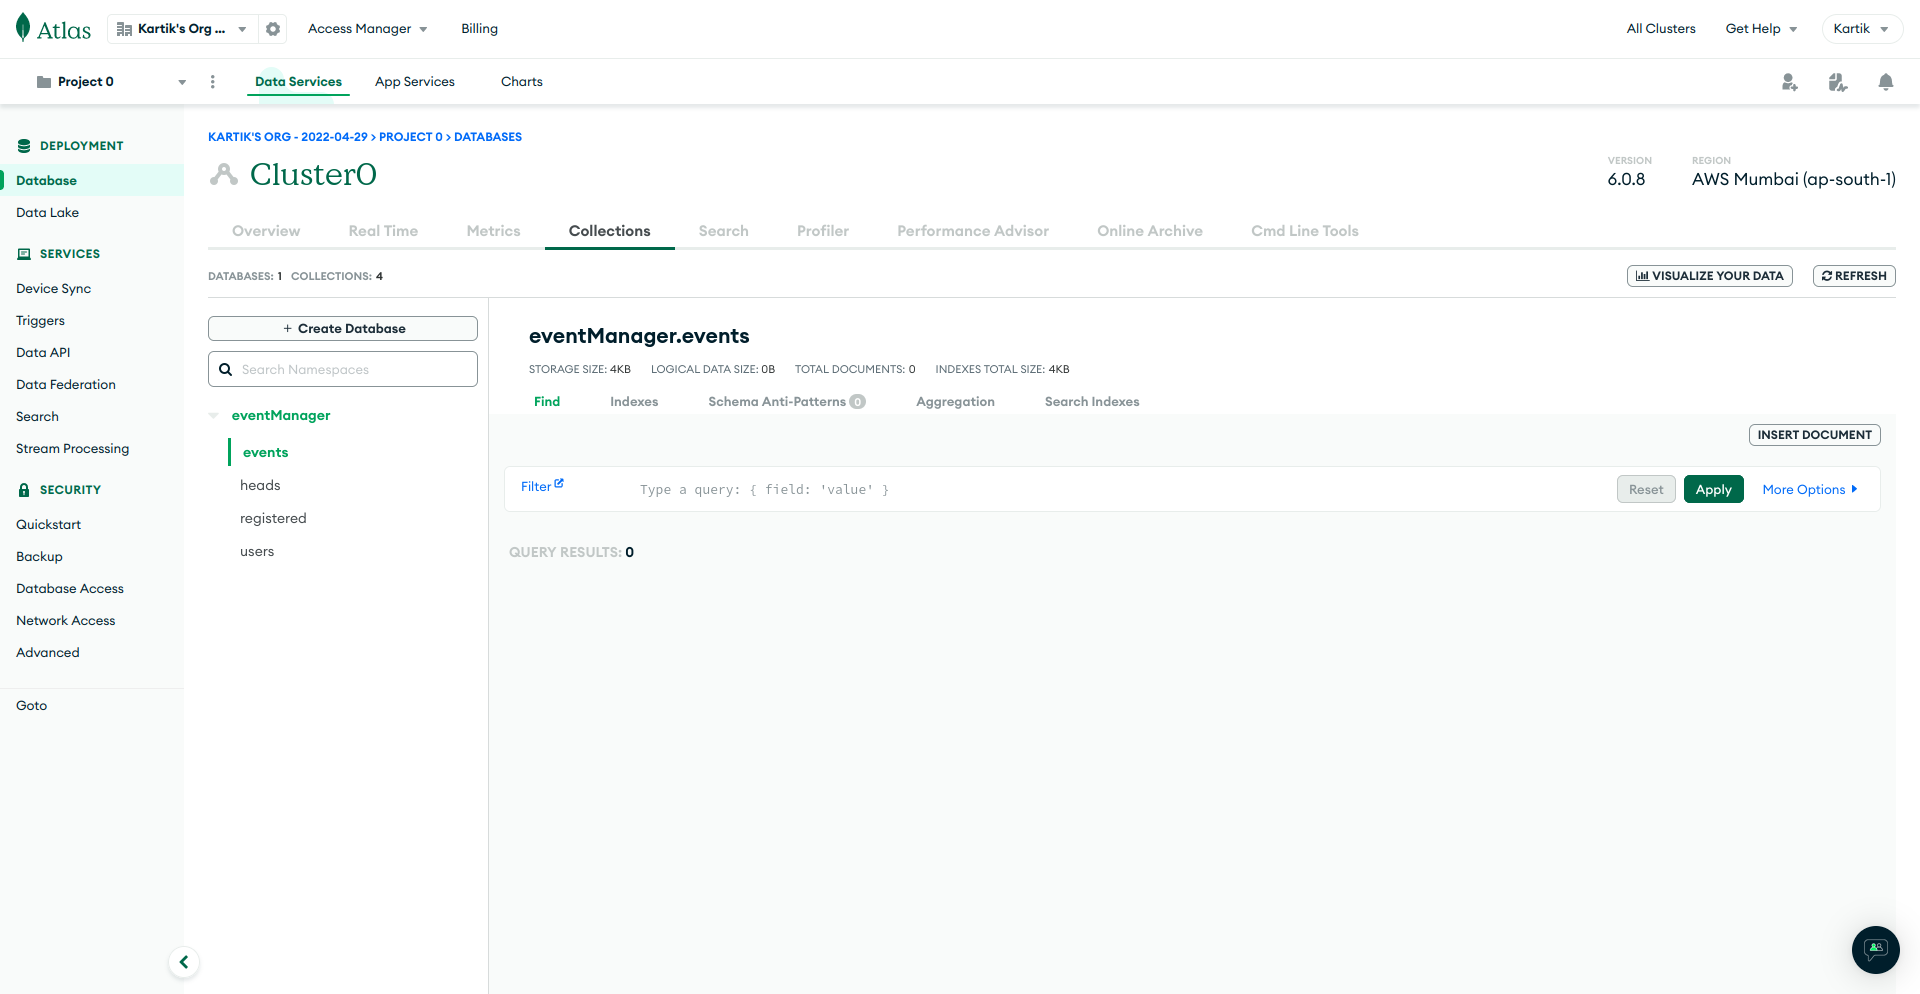 Atlas
Kartik's Org ...
Access Manager
Billing
All Clusters
Get Help
Kartik
Project 0
Data Services
App Services
Charts
DEPLOYMENT
Database
Data Lake
SERVICES
Device Sync
Triggers
Data API
Data Federation
Search
Stream Processing
SECURITY
Quickstart
Backup
Database Access
Network Access
Advanced
Goto
KARTIK'S ORG - 2022-04-29 > PROJECT 0 > DATABASES
Cluster0
VERSION
6.0.8
REGION
AWS Mumbai (ap-south-1)
Overview
Real Time
Metrics
Collections
Search
Profiler
Performance Advisor
Online Archive
Cmd Line Tools
DATABASES: 1 COLLECTIONS: 4
VISUALIZE YOUR DATA
REFRESH
+ Create Database
Search Namespaces
eventManager
events
heads
registered
users
eventManager.events
STORAGE SIZE: 4KB LOGICAL DATA SIZE: 0B TOTAL DOCUMENTS: 0 INDEXES TOTAL SIZE: 4KB
Find
Indexes
Schema Anti-Patterns 0
Aggregation
Search Indexes
INSERT DOCUMENT
Filter
Type a query: { field: 'value' }
Reset
Apply
More Options
QUERY RESULTS: 0